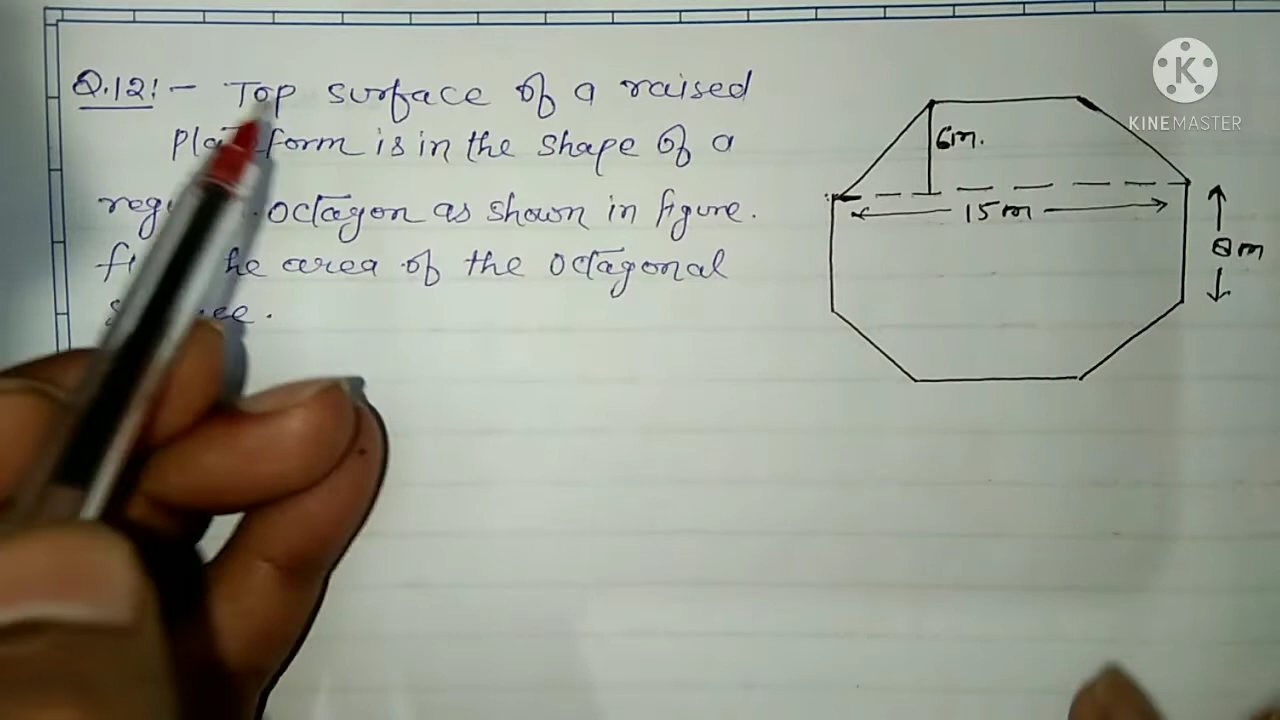 Q.12:- Top surface of a raised
form is in the shape of a
octagon as shown in figure.
area of the octagonal
6m.
15m
8m
K
KINEMASTER